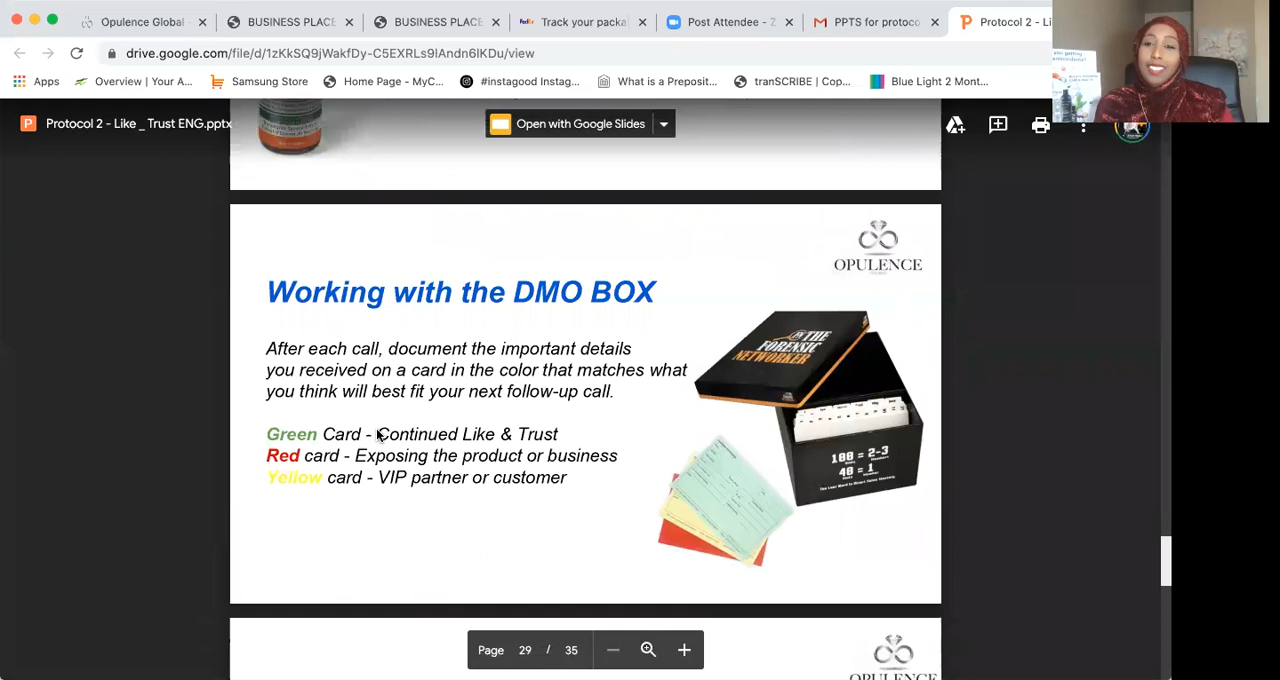 Opulence Global
BUSINESS PLACE
BUSINESS PLACE
FedEx
Track your packa
Post Attendee - Z
PPTS for protoco
Protocol 2 - Li
drive.google.com/file/d/1zKkSQ9jWakfDy-C5EXRLs9lAndn6lKDu/view
Apps
Overview | Your A...
Samsung Store
Home Page - MyC...
#instagood Instag...
What is a Preposit...
tranSCRIBE | Cop...
Blue Light 2 Mont...
Protocol 2 - Like _ Trust ENG.pptx
Open with Google Slides
OPULENCE
Working with the DMO BOX
After each call, document the important details
you received on a card in the color that matches what
you think will best fit your next follow-up call.
Green Card - Continued Like & Trust
Red card - Exposing the product or business
Yellow card - VIP partner or customer
THE
FORENSIC
NETWORKER
100 = 2-3
40 = 1
Page 29 / 35
OPULENCE